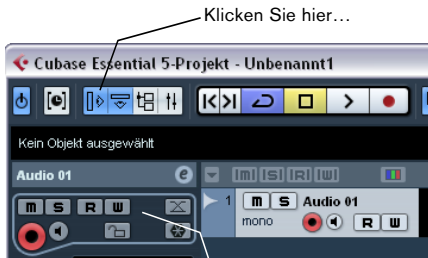 Klicken Sie hier…
Cubase Essential 5-Projekt - Unbenannt1
Kein Objekt ausgewählt
Audio 01 e
m S R W
|m| |S| |R| |W|
1 m S Audio 01
mono R W